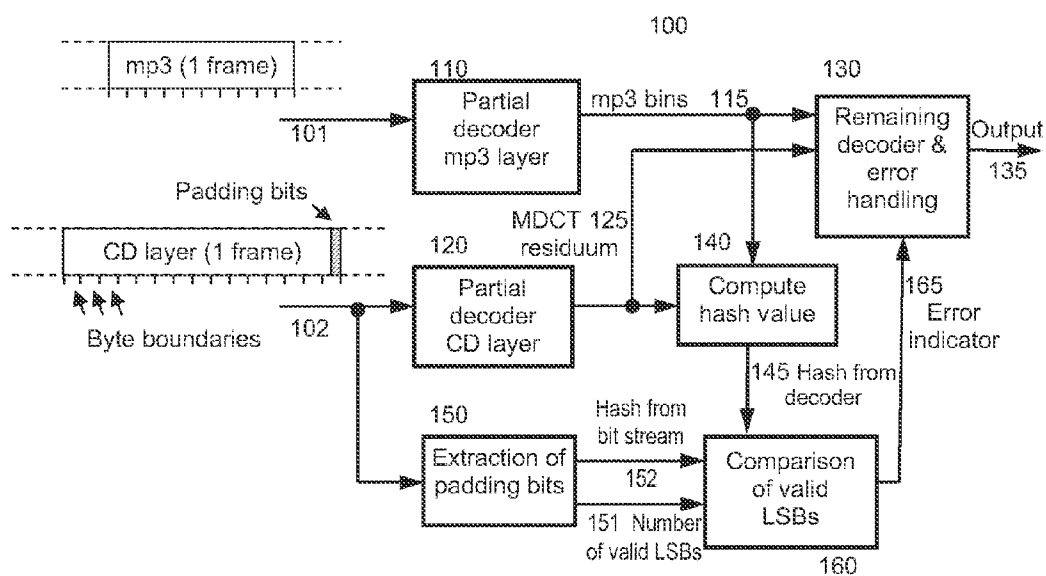 100
mp3 (1 frame)
101
110
Partial
decoder
mp3 layer
mp3 bins
115
130
Remaining
decoder &
error
handling
Output
135
Padding bits
CD layer (1 frame)
Byte boundaries
102
120
Partial
decoder
CD layer
MDCT 125
residuum
140
Compute
hash value
165
Error
indicator
145 Hash from
decoder
150
Extraction of
padding bits
Hash from
bit stream
152
151 Number
of valid LSBs
Comparison
of valid
LSBs
160